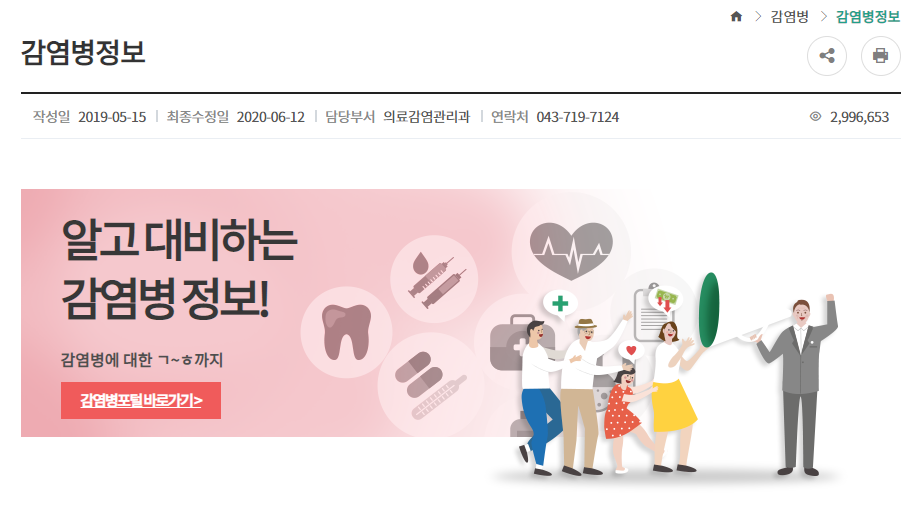 감염병 감염병정보
감염병정보
작성일 2019-05-15 최종수정일 2020-06-12 담당부서 의료감염관리과 연락처 043-719-7124 2,996,653
알고 대비하는
감염병 정보!
감염병에 대한 ㄱ~ㅎ까지
감염병포털 바로가기>